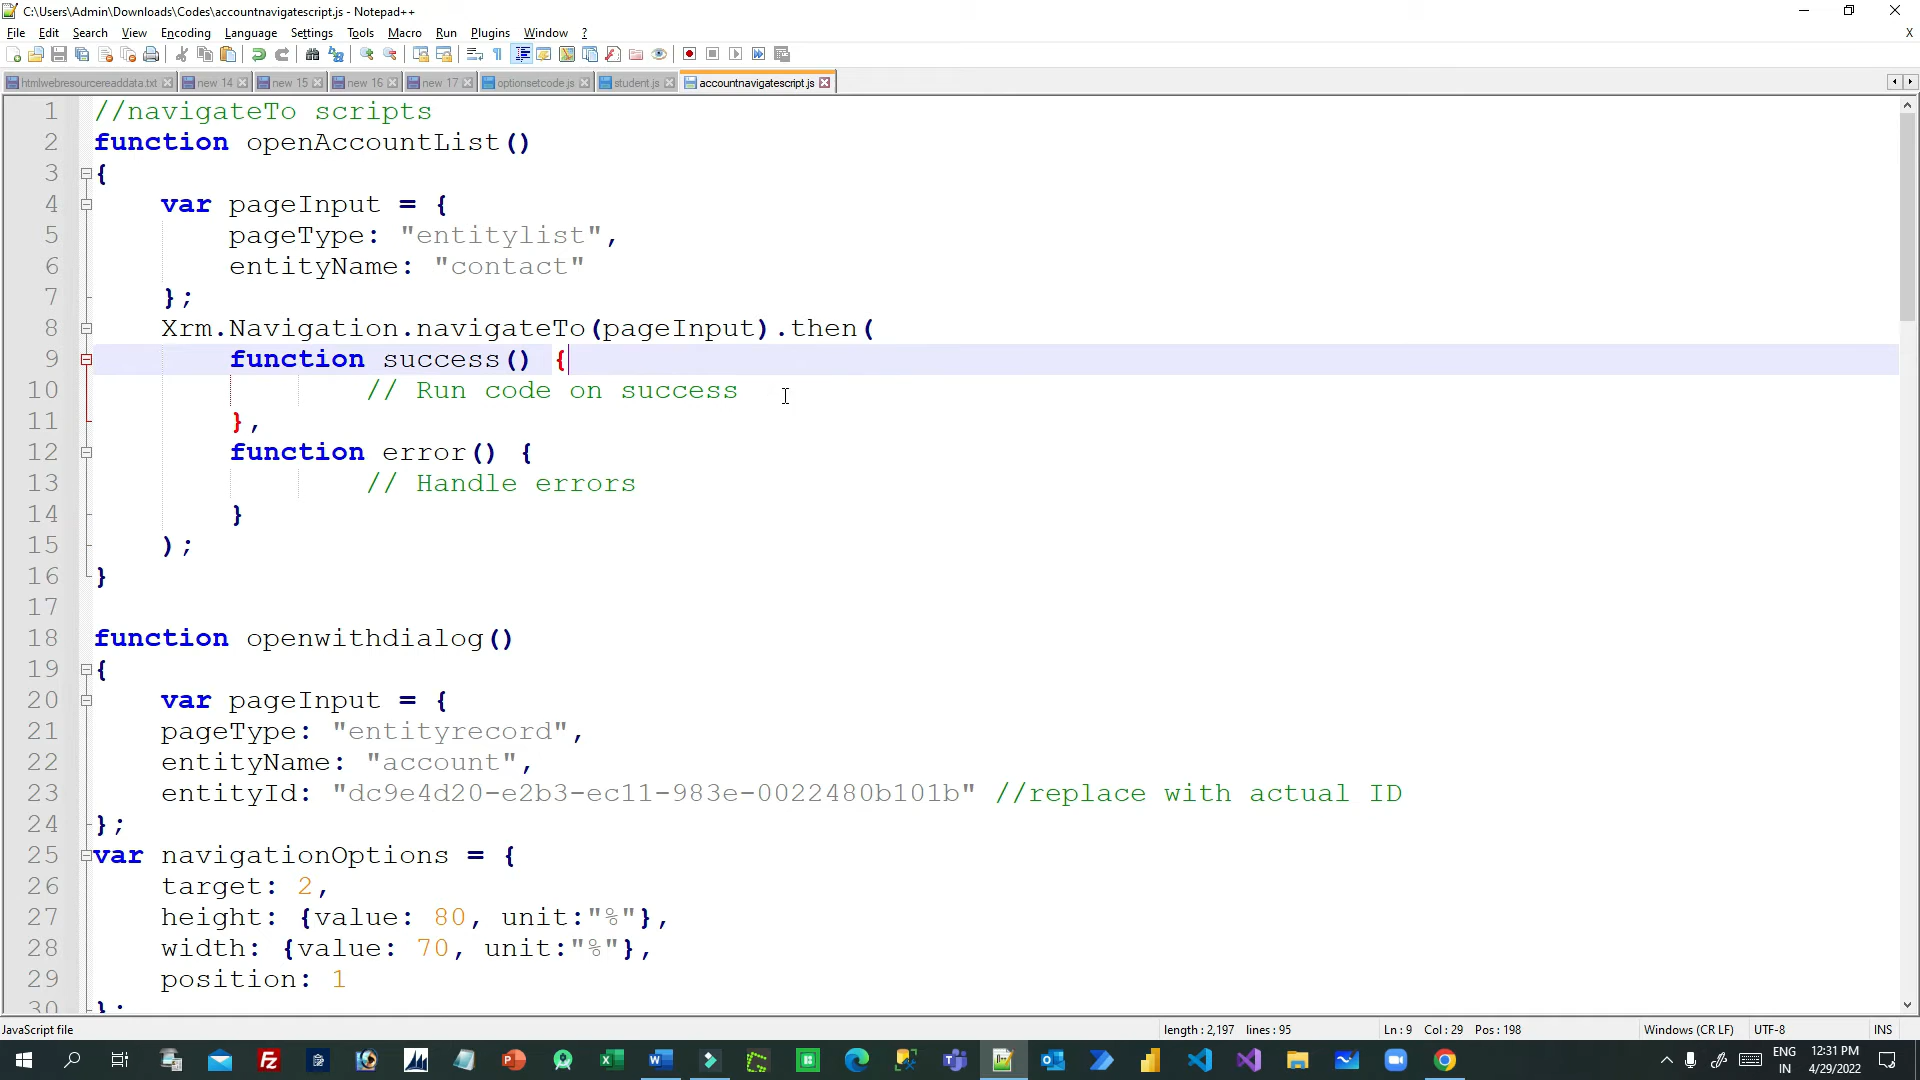 C:\Users\Admin\Downloads\Codes\accountnavigatescript.js - Notepad++
File Edit Search View Encoding Language Settings Tools Macro Run Plugins Window ? X
htmlwebresourcereaddata.txt new 14 new 15 new 16 new 17 optionsetcode.js student.js accountnavigatescript.js
1 //navigateTo scripts
2 function openAccountList()
3 {
4 var pageInput = {
5 pageType: "entitylist",
6 entityName: "contact"
7 };
8 Xrm.Navigation.navigateTo(pageInput).then(
9 function success() {
10 // Run code on success
11 },
12 function error() {
13 // Handle errors
14 }
15 );
16 }
17
18 function openwithdialog()
19 {
20 var pageInput = {
21 pageType: "entityrecord",
22 entityName: "account",
23 entityId: "dc9e4d20-e2b3-ec11-983e-0022480b101b" //replace with actual ID
24 };
25 var navigationOptions = {
26 target: 2,
27 height: {value: 80, unit:"%"},
28 width: {value: 70, unit:"%"},
29 position: 1
30 };
JavaScript file length : 2,197 lines : 95 Ln : 9 Col : 29 Pos : 198 Windows (CR LF) UTF-8 INS
ENG 12:31 PM
IN 4/29/2022